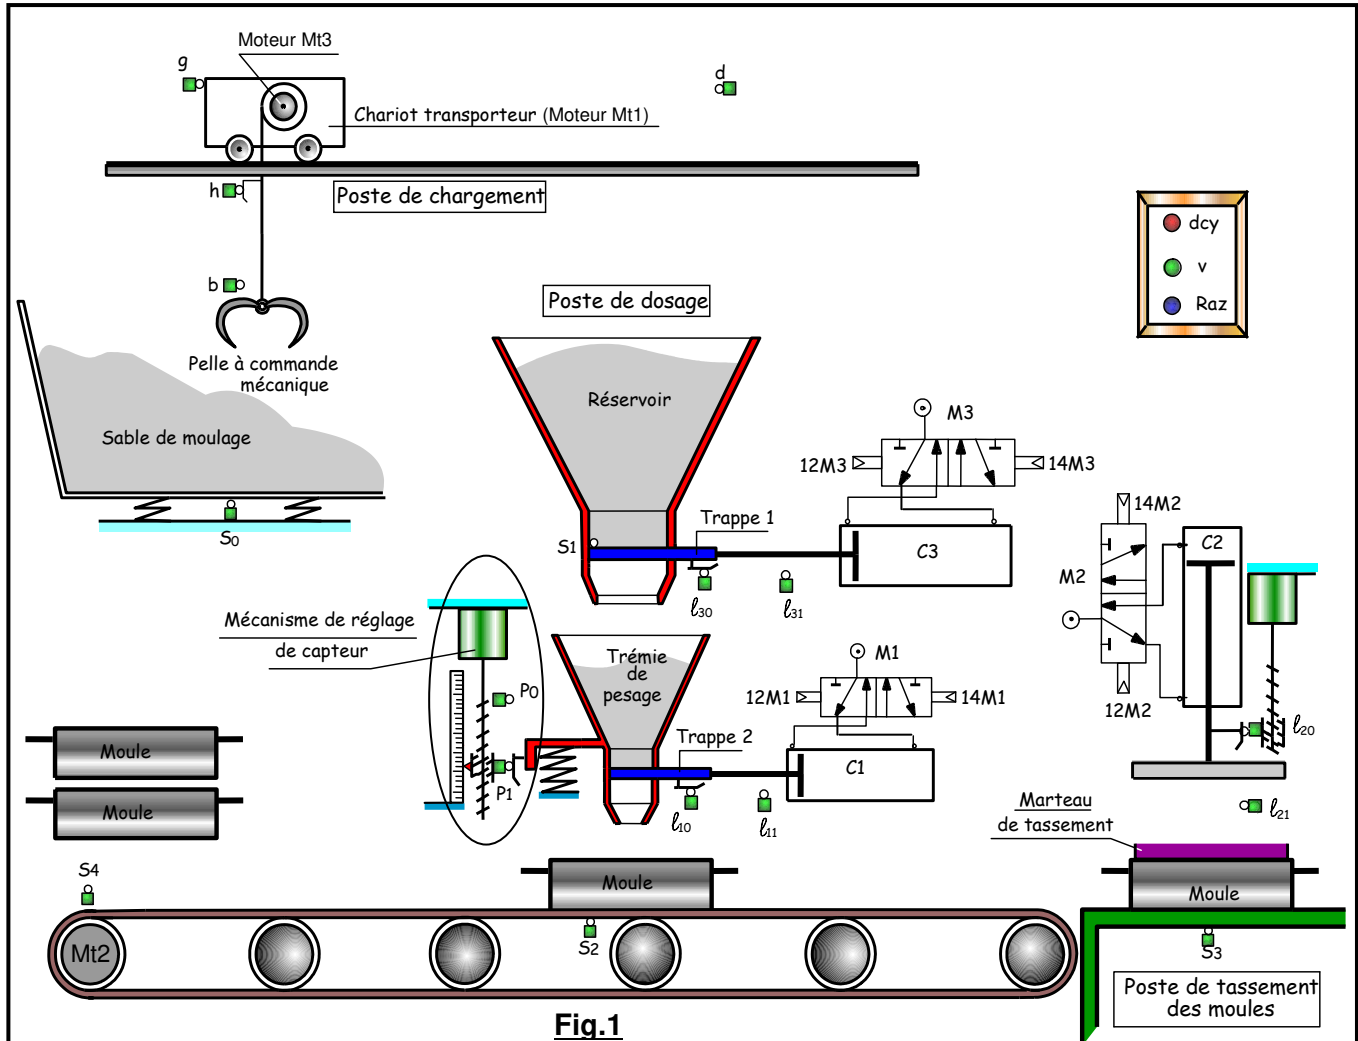 Moteur Mt3
g
d
Chariot transporteur (Moteur Mt1)
h
Poste de chargement
dcy
v
Raz
b
Poste de dosage
Pelle à commande
mécanique
Réservoir
Sable de moulage
M3
12M3
14M3
S0
S1
Trappe 1
C3
l30
l31
14M2
C2
M2
12M2
l20
Mécanisme de réglage
de capteur
P0
P1
Trémie
de
pesage
M1
12M1
14M1
Trappe 2
C1
l10
l11
Moule
Moule
Marteau
de tassement
l21
S4
Moule
Moule
Mt2
S2
S3
Poste de tassement
des moules
Fig.1